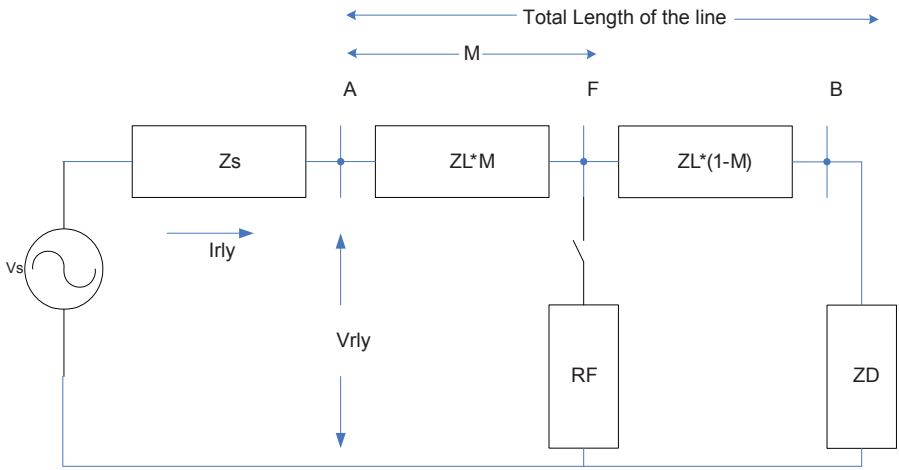 Total Length of the line
M
A
F
B
Zs
ZL*M
ZL*(1-M)
Irly
Vs
Vrly
RF
ZD